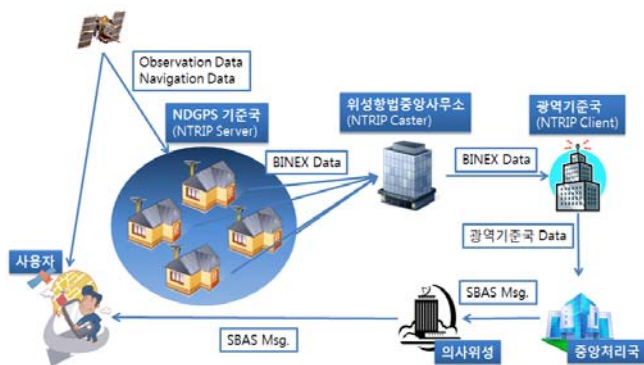 Observation Data
Navigation Data
NDGPS 기준국
(NTRIP Server)
위성항법중앙사무소
(NTRIP Caster)
광역기준국
(NTRIP Client)
BINEX Data
BINEX Data
광역기준국 Data
사용자
SBAS Msg.
SBAS Msg.
의사위성
중앙처리국